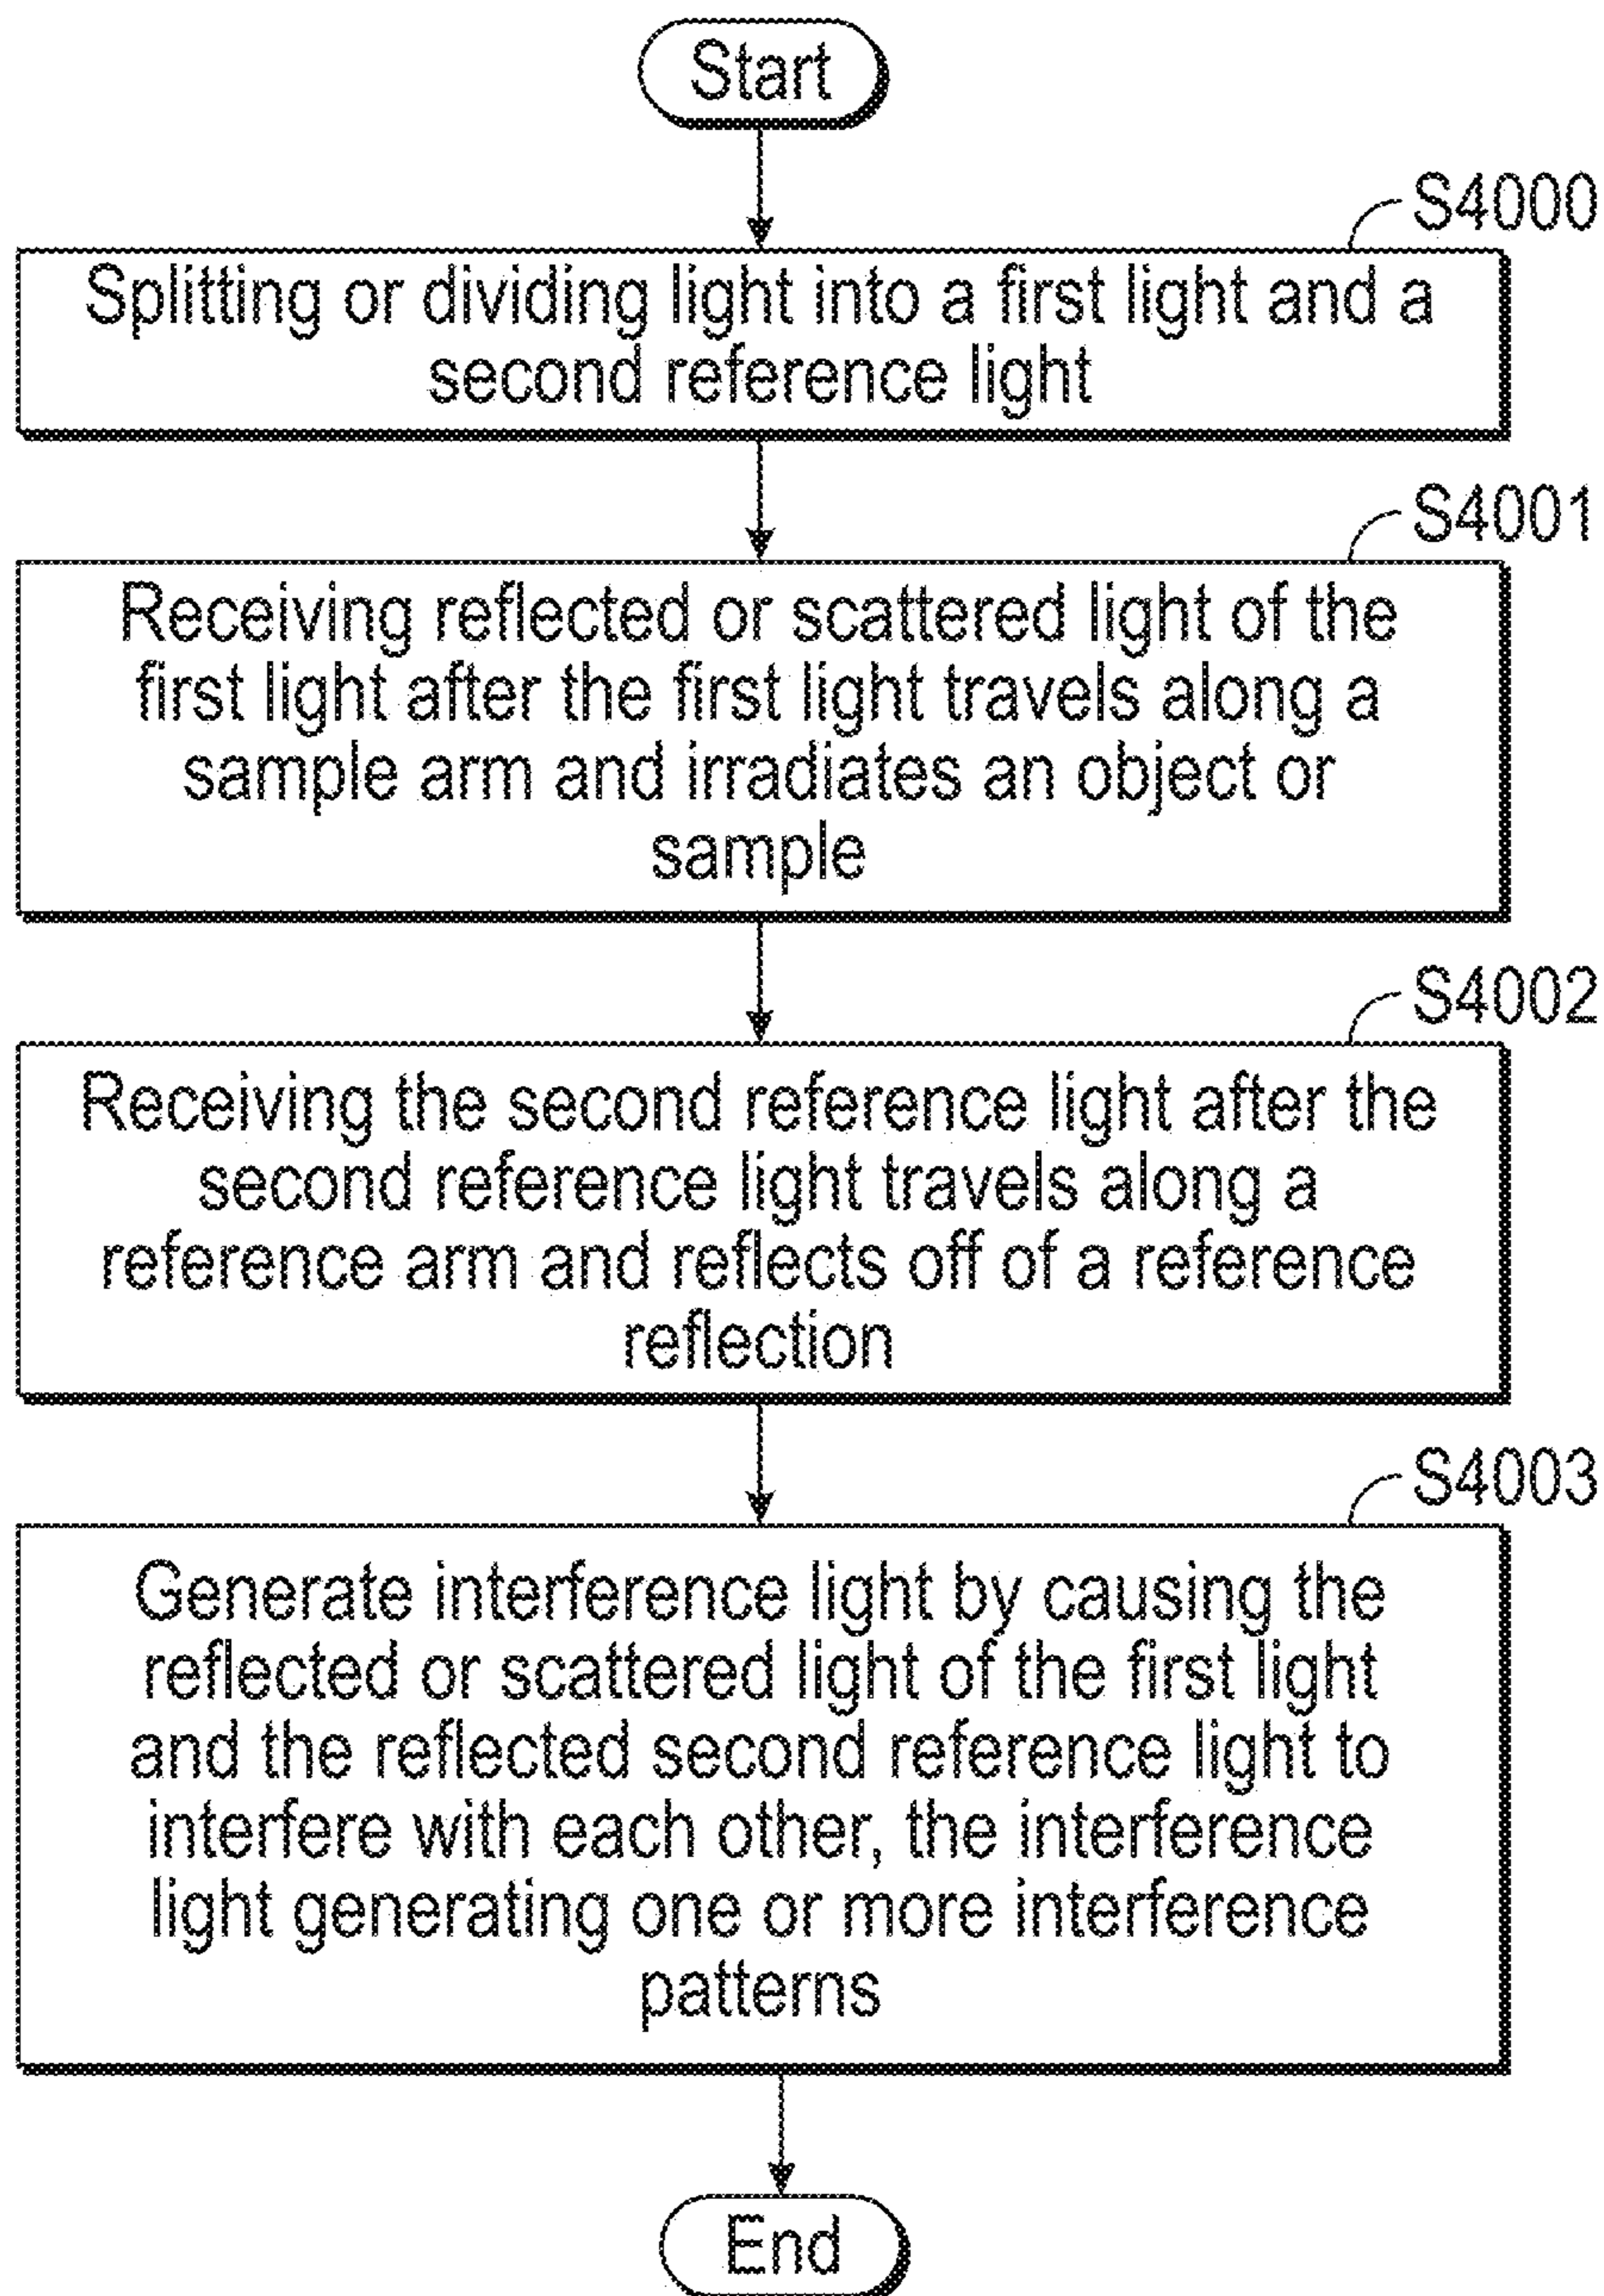 Start
S4000
Splitting or dividing light into a first light and a
second reference light
S4001
Receiving reflected or scattered light of the
first light after the first light travels along a
sample arm and irradiates an object or
sample
S4002
Receiving the second reference light after the
second reference light travels along a
reference arm and reflects off of a reference
reflection
S4003
Generate interference light by causing the
reflected or scattered light of the first light
and the reflected second reference light to
interfere with each other, the interference
light generating one or more interference
patterns
End